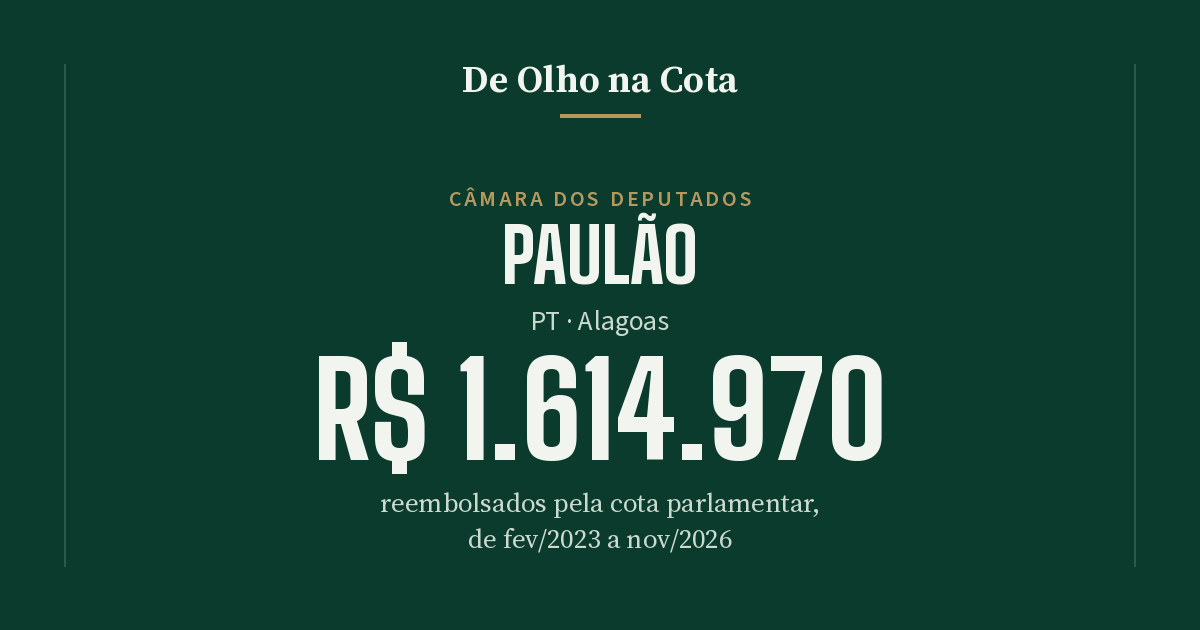 De Olho na Cota
CÂMARA DOS DEPUTADOS
PAULÃO
PT · Alagoas
R$ 1.614.970
reembolsados pela cota parlamentar,
de fev/2023 a nov/2026